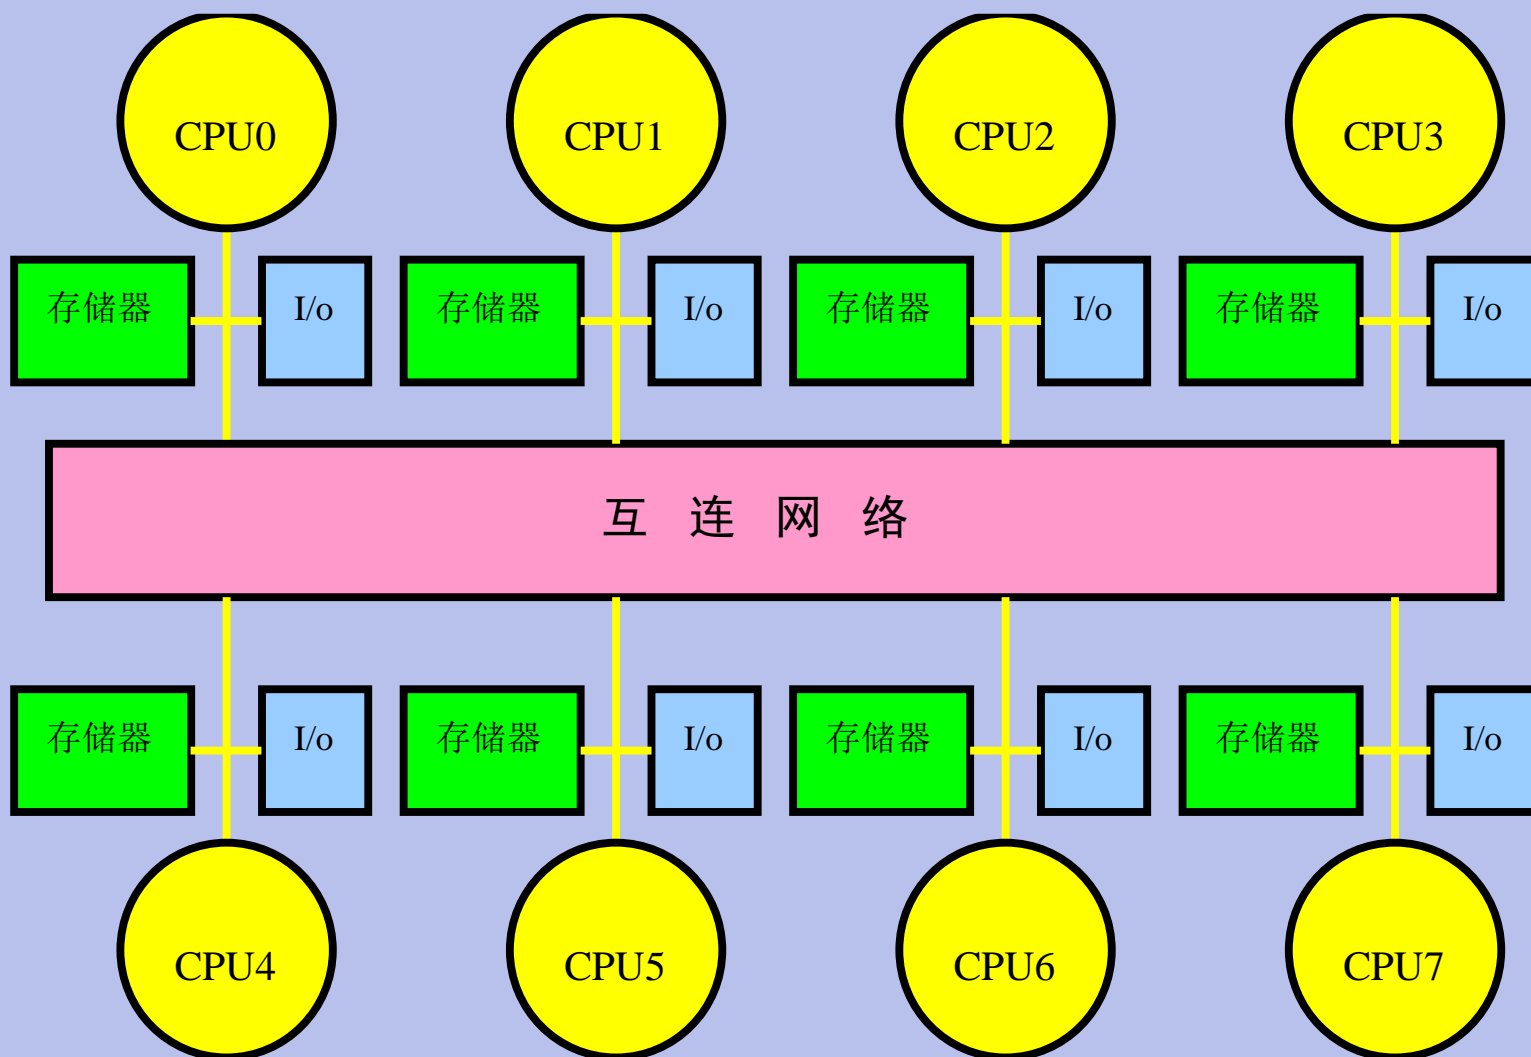 CPU0 CPU1 CPU2 CPU3
存储器 I/o 存储器 I/o 存储器 I/o 存储器 I/o
互 连 网 络
存储器 I/o 存储器 I/o 存储器 I/o 存储器 I/o
CPU4 CPU5 CPU6 CPU7